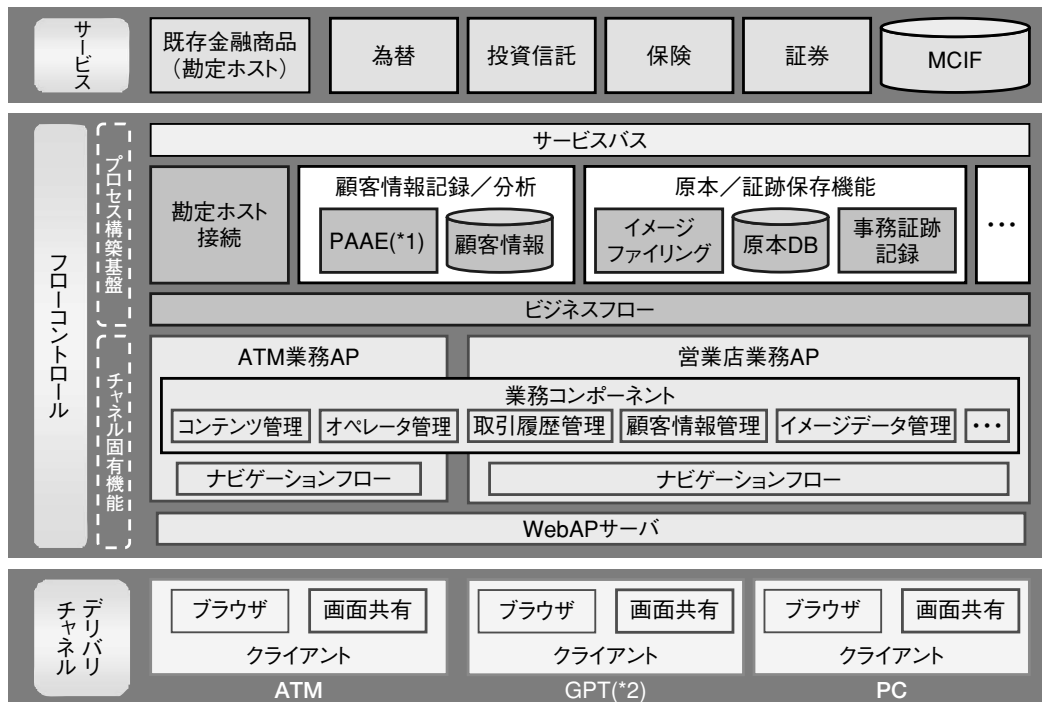 サービス
既存金融商品
（勘定ホスト）
為替
投資信託
保険
証券
MCIF
フローコントロール
プロセス構築基盤
サービスバス
勘定ホスト
接続
顧客情報記録／分析
PAAE(*1)
顧客情報
原本／証跡保存機能
イメージ
ファイリング
原本DB
事務証跡
記録
…
ビジネスフロー
チャネル固有機能
ATM業務AP
営業店業務AP
業務コンポーネント
コンテンツ管理
オペレータ管理
取引履歴管理
顧客情報管理
イメージデータ管理
…
ナビゲーションフロー
ナビゲーションフロー
WebAPサーバ
デリバリ
チャネル
ブラウザ
画面共有
クライアント
ATM
ブラウザ
画面共有
クライアント
GPT(*2)
ブラウザ
画面共有
クライアント
PC